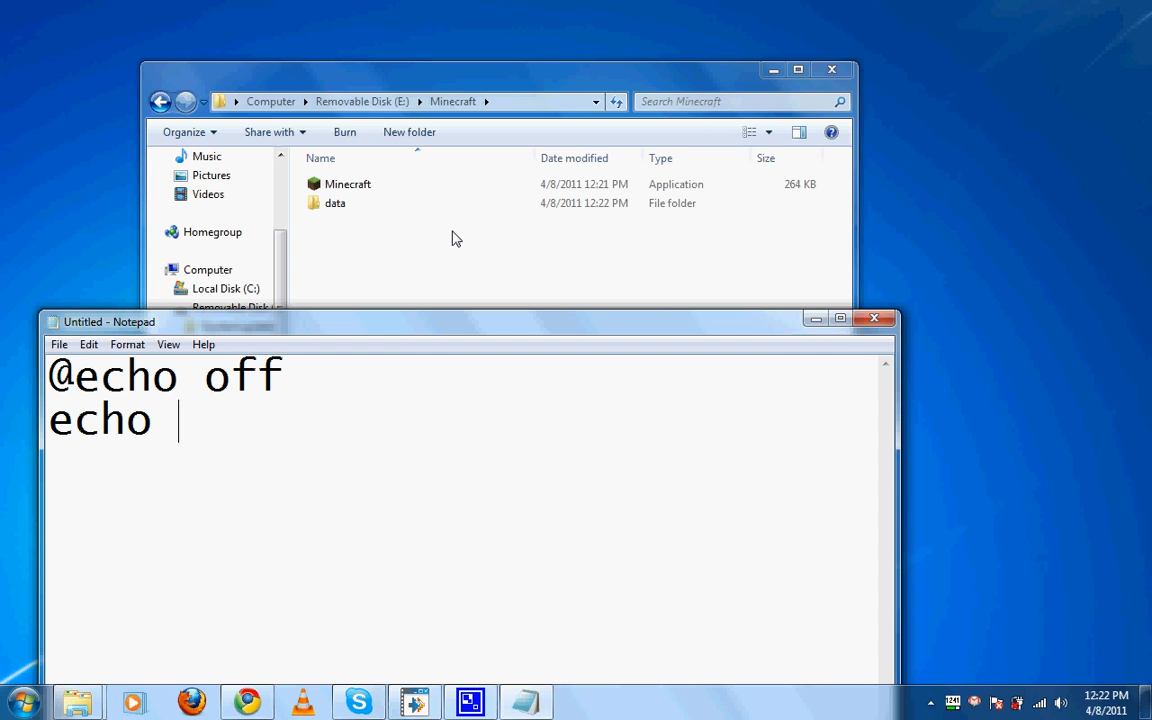 Computer Removable Disk (E:) Minecraft
Search Minecraft
Organize Share with Burn New folder
Music
Pictures
Videos
Homegroup
Computer
Local Disk (C:)
Removable Disk
Name Date modified Type Size
Minecraft 4/8/2011 12:21 PM Application 264 KB
data 4/8/2011 12:22 PM File folder
Untitled - Notepad
File Edit Format View Help
@echo off
echo
12:22 PM
4/8/2011